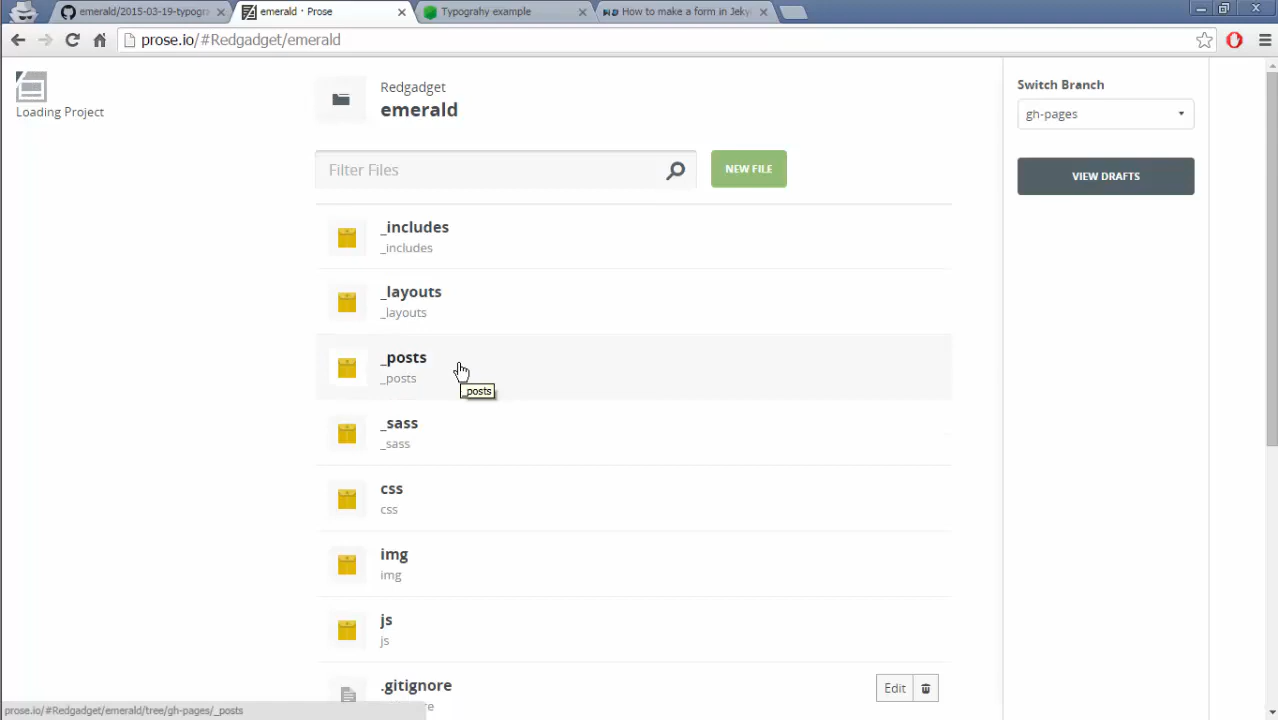 emerald/2015-03-19-typogra
emerald · Prose
Typograhy example
How to make a form in Jeky
prose.io/#Redgadget/emerald
Loading Project
Redgadget
emerald
Switch Branch
gh-pages
Filter Files
NEW FILE
VIEW DRAFTS
_includes
_includes
_layouts
_layouts
_posts
_posts
_posts
_sass
_sass
css
css
img
img
js
js
.gitignore
Edit
prose.io/#Redgadget/emerald/tree/gh-pages/_posts